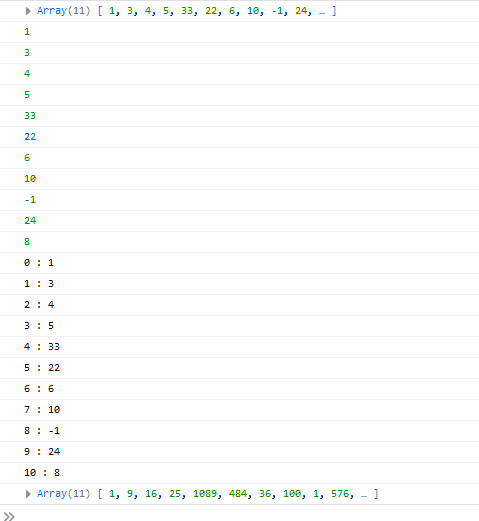 Array(11) [ 1, 3, 4, 5, 33, 22, 6, 10, -1, 24, … ]
1
3
4
5
33
22
6
10
-1
24
8
0 : 1
1 : 3
2 : 4
3 : 5
4 : 33
5 : 22
6 : 6
7 : 10
8 : -1
9 : 24
10 : 8
Array(11) [ 1, 9, 16, 25, 1089, 484, 36, 100, 1, 576, … ]